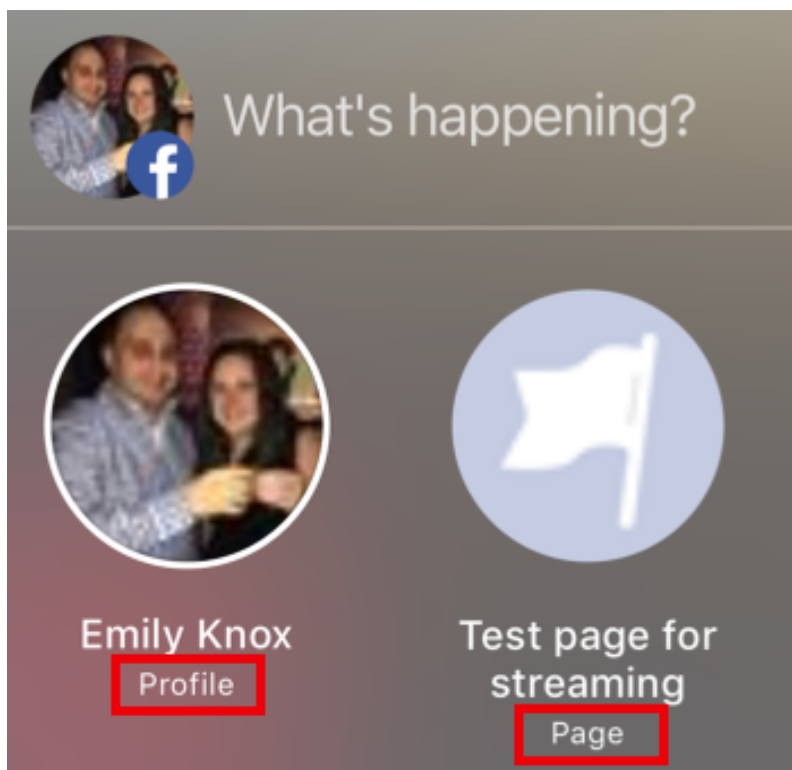 What's happening?
Emily Knox
Profile
Test page for
streaming
Page